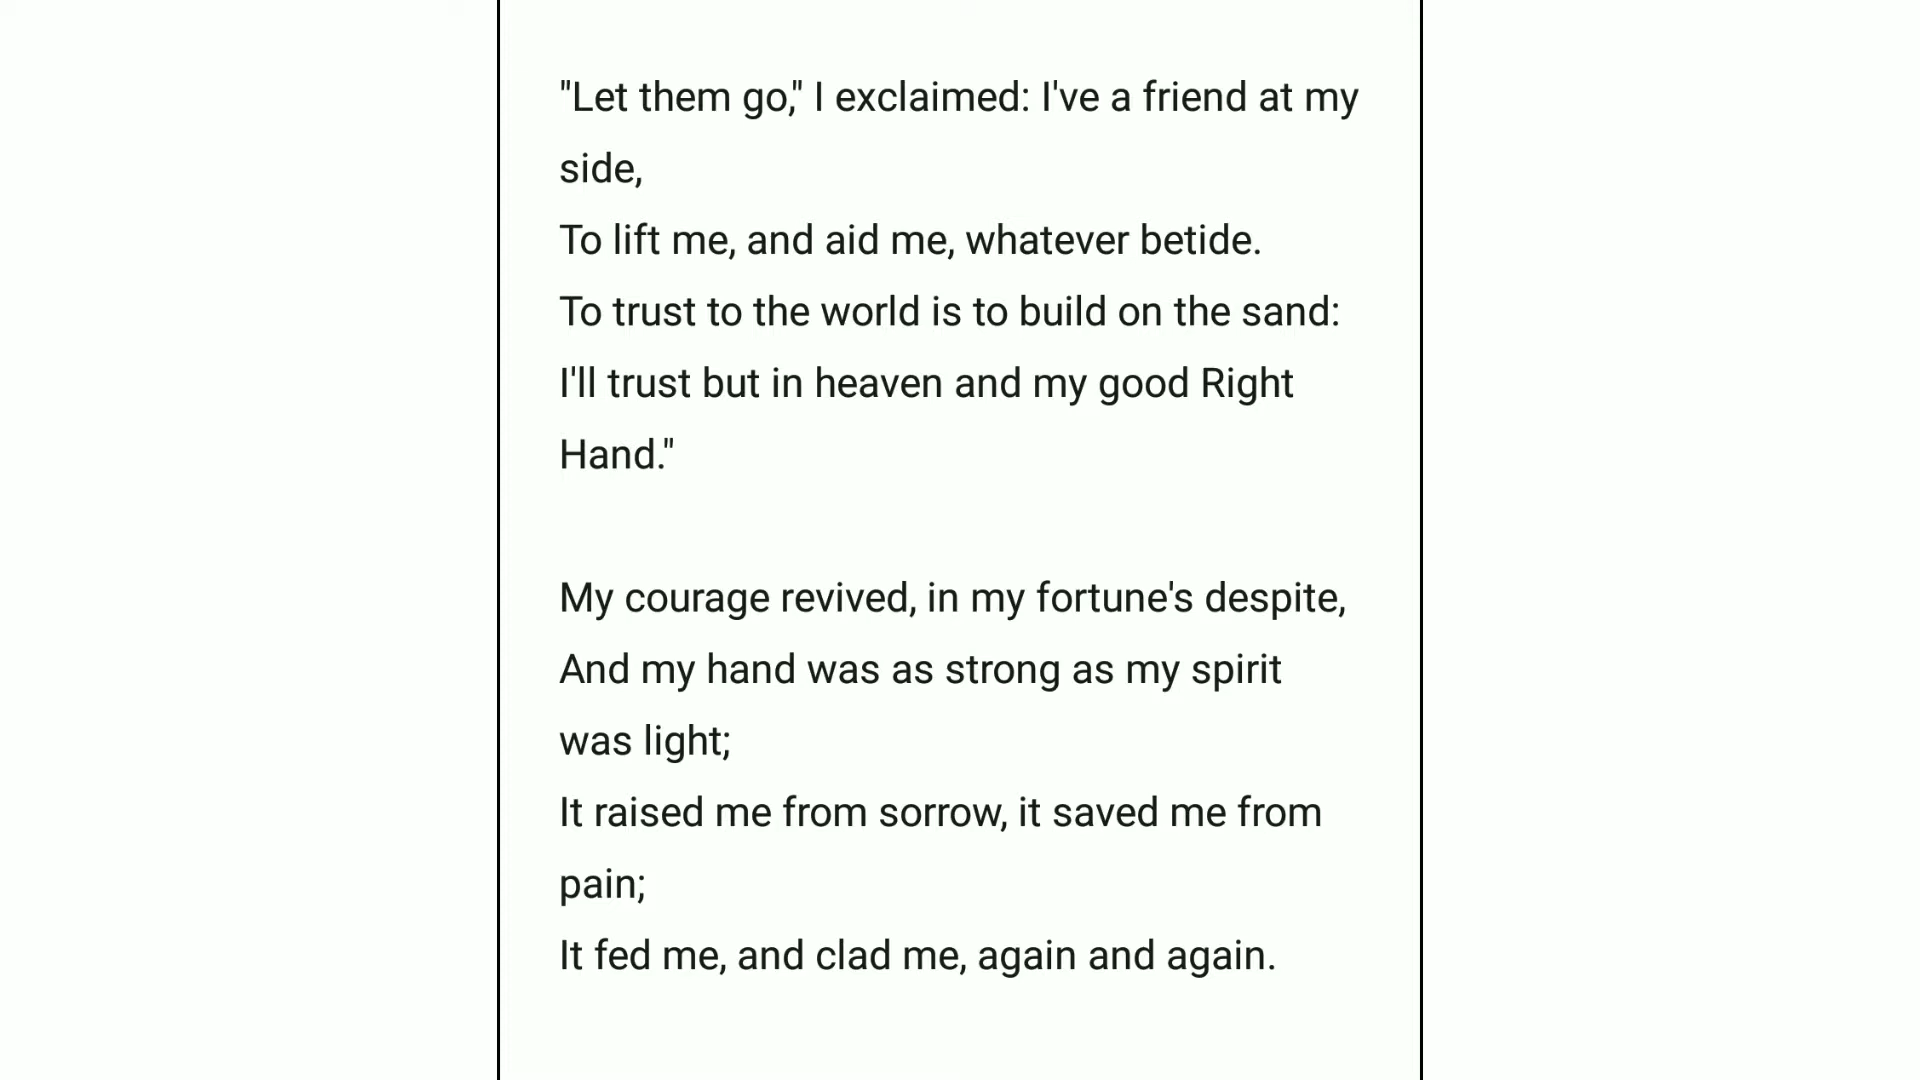 "Let them go," I exclaimed: I've a friend at my
side,
To lift me, and aid me, whatever betide.
To trust to the world is to build on the sand:
I'll trust but in heaven and my good Right
Hand."
My courage revived, in my fortune's despite,
And my hand was as strong as my spirit
was light;
It raised me from sorrow, it saved me from
pain;
It fed me, and clad me, again and again.